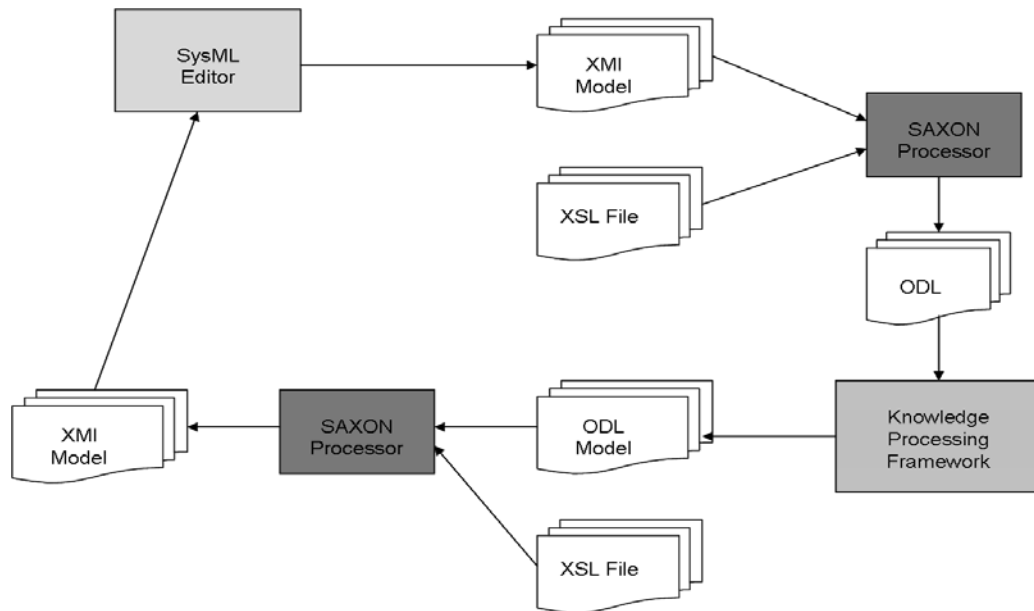 SysML
Editor
XMI
Model
SAXON
Processor
XSL File
ODL
XMI
Model
SAXON
Processor
ODL
Model
Knowledge
Processing
Framework
XSL File